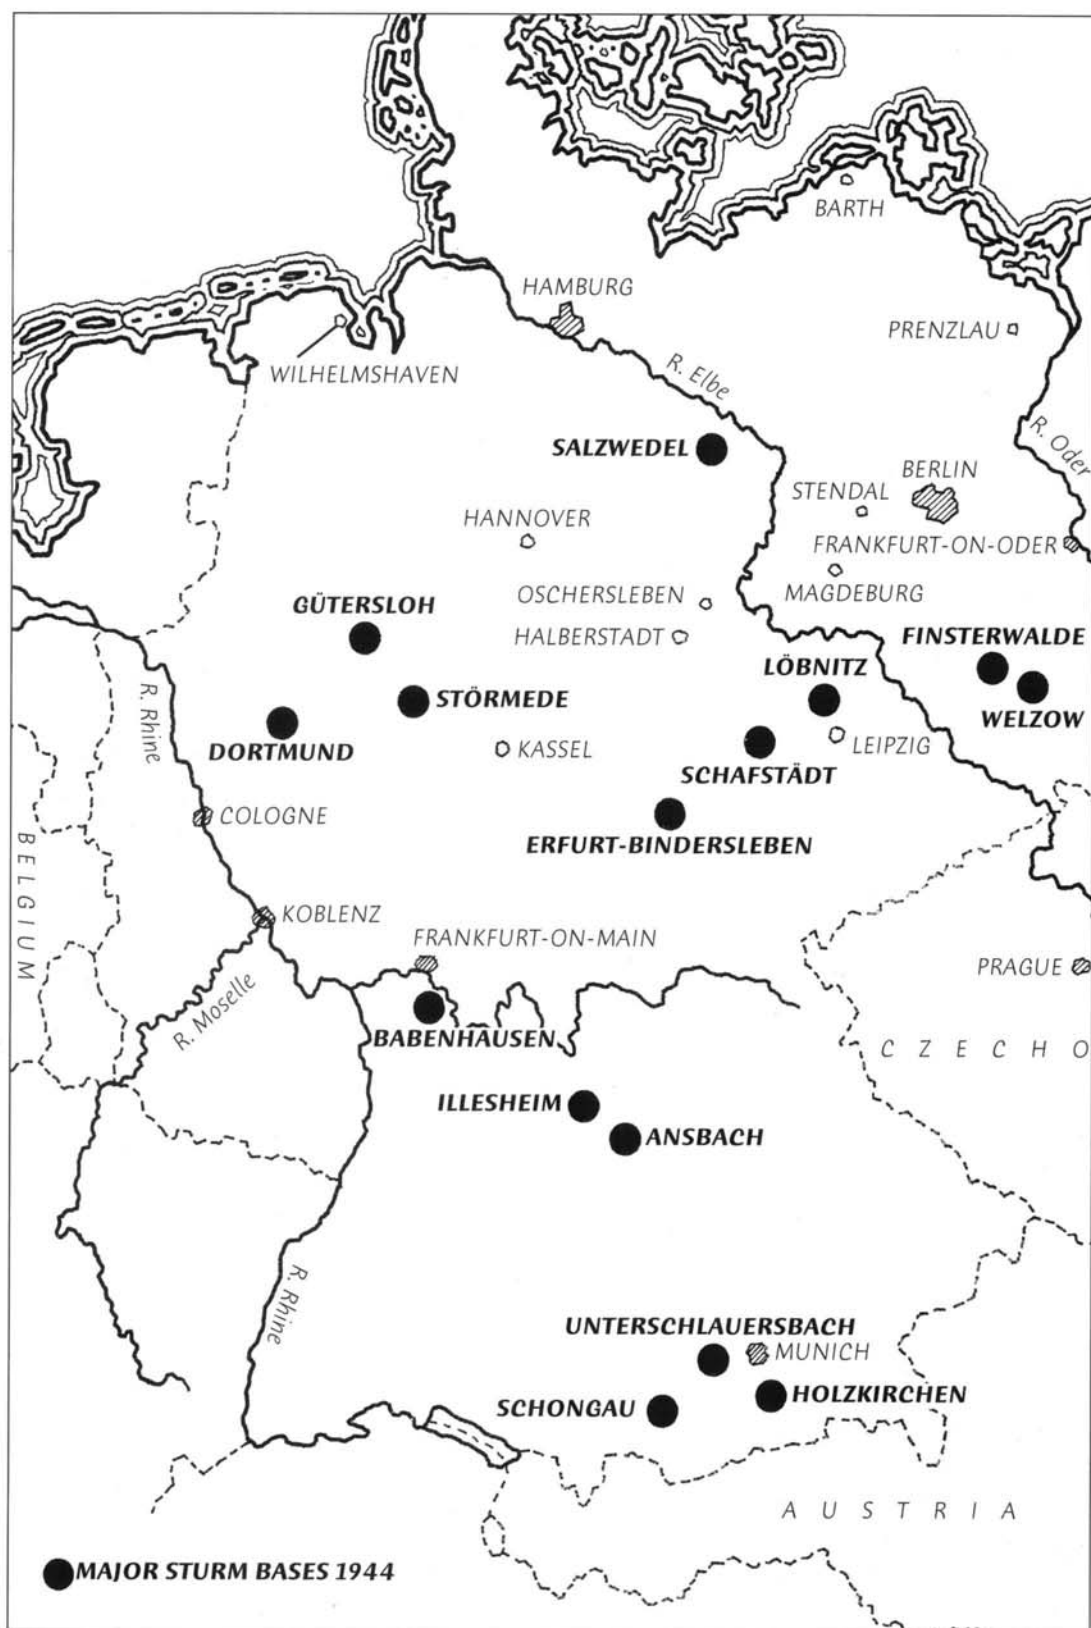 BARTH
HAMBURG
PRENZLAU
WILHELMSHAVEN
R. Elbe
R. Oder
SALZWEDEL
BERLIN
STENDAL
HANNOVER
FRANKFURT-ON-ODER
MAGDEBURG
OSCHERSLEBEN
GÜTERSLOH
HALBERSTADT
FINSTERWALDE
LÖBNITZ
R. Rhine
STÖRMEDE
WELZOW
DORTMUND
KASSEL
LEIPZIG
SCHAFSTÄDT
COLOGNE
ERFURT-BINDERSLEBEN
BELGIUM
KOBLENZ
FRANKFURT-ON-MAIN
PRAGUE
R. Moselle
BABENHAUSEN
CZECHO
ILLESHEIM
ANSBACH
R. Rhine
UNTERSCHLAUERSBACH
MUNICH
HOLZKIRCHEN
SCHONGAU
AUSTRIA
MAJOR STURM BASES 1944